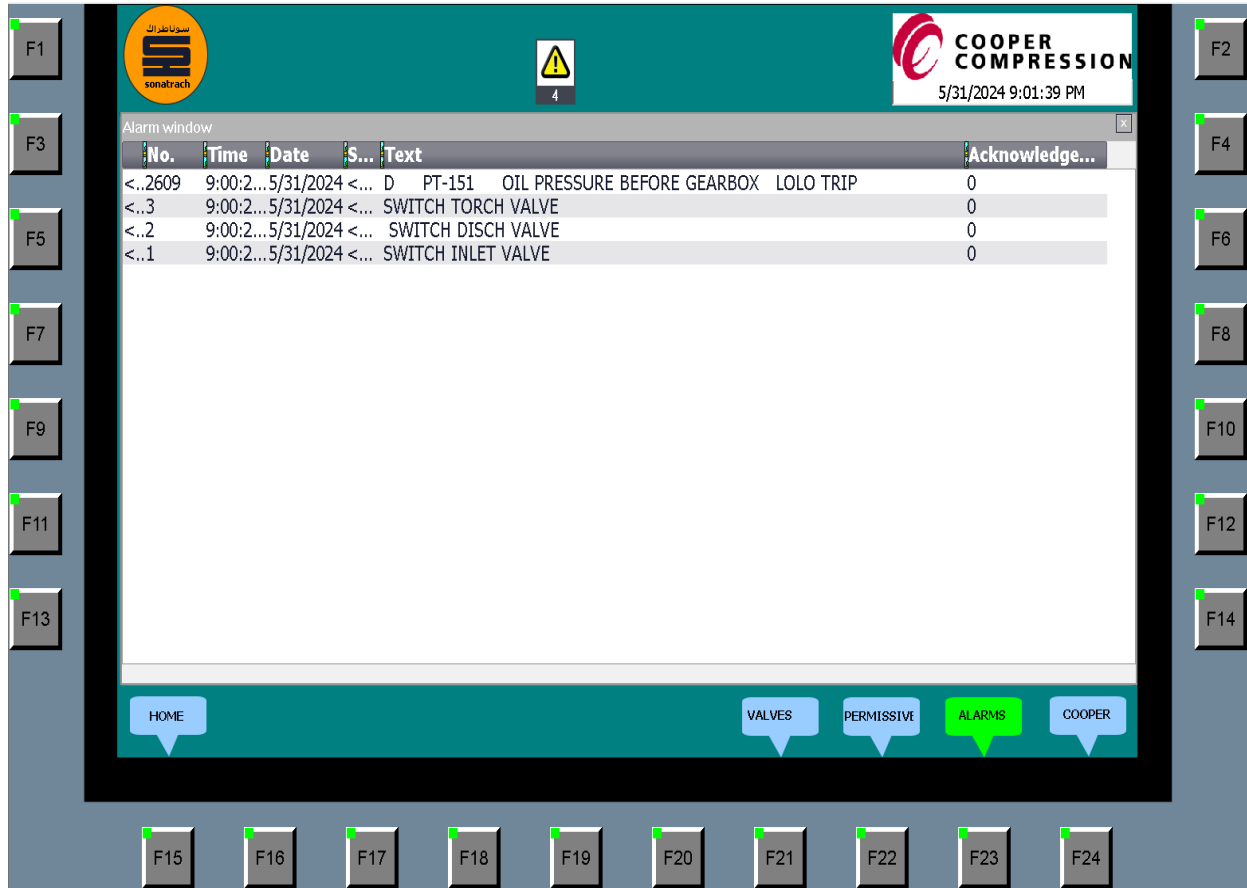 F1
سوناطراك
sonatrach
4
COOPER
COMPRESSION
5/31/2024 9:01:39 PM
F2
F3
Alarm window
x
F4
No. Time Date S... Text Acknowledge...
<..2609 9:00:2...5/31/2024 <... D PT-151 OIL PRESSURE BEFORE GEARBOX LOLO TRIP 0
<..3 9:00:2...5/31/2024 <... SWITCH TORCH VALVE 0
<..2 9:00:2...5/31/2024 <... SWITCH DISCH VALVE 0
<..1 9:00:2...5/31/2024 <... SWITCH INLET VALVE 0
F5
F6
F7
F8
F9
F10
F11
F12
F13
F14
HOME VALVES PERMISSIVE ALARMS COOPER
F15 F16 F17 F18 F19 F20 F21 F22 F23 F24